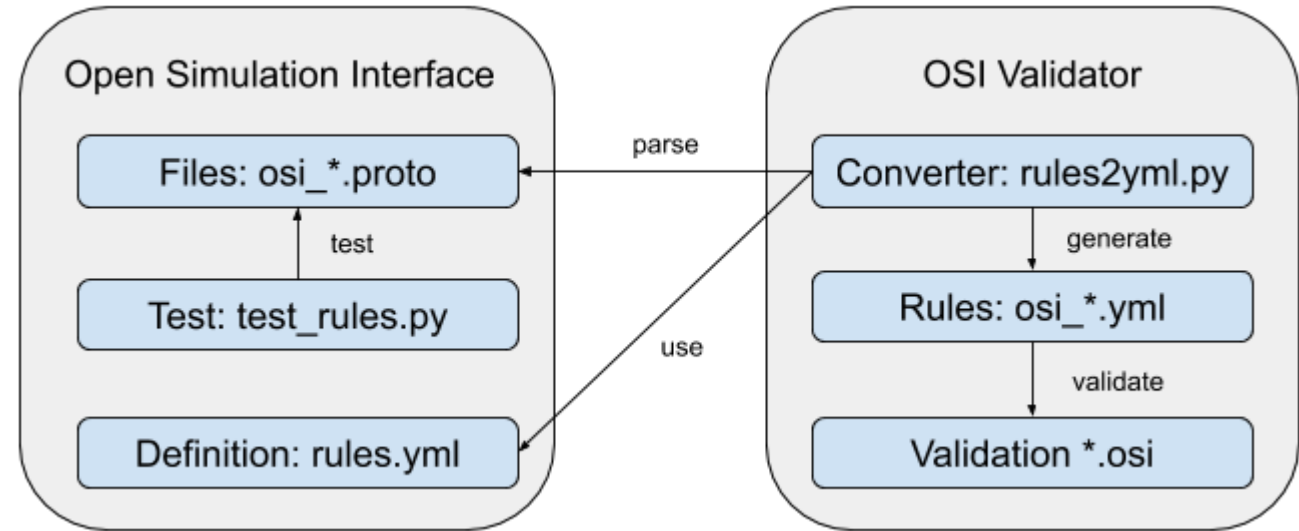 Open Simulation Interface
Files: osi_*.proto
test
Test: test_rules.py
Definition: rules.yml
parse
use
OSI Validator
Converter: rules2yml.py
generate
Rules: osi_*.yml
validate
Validation *.osi